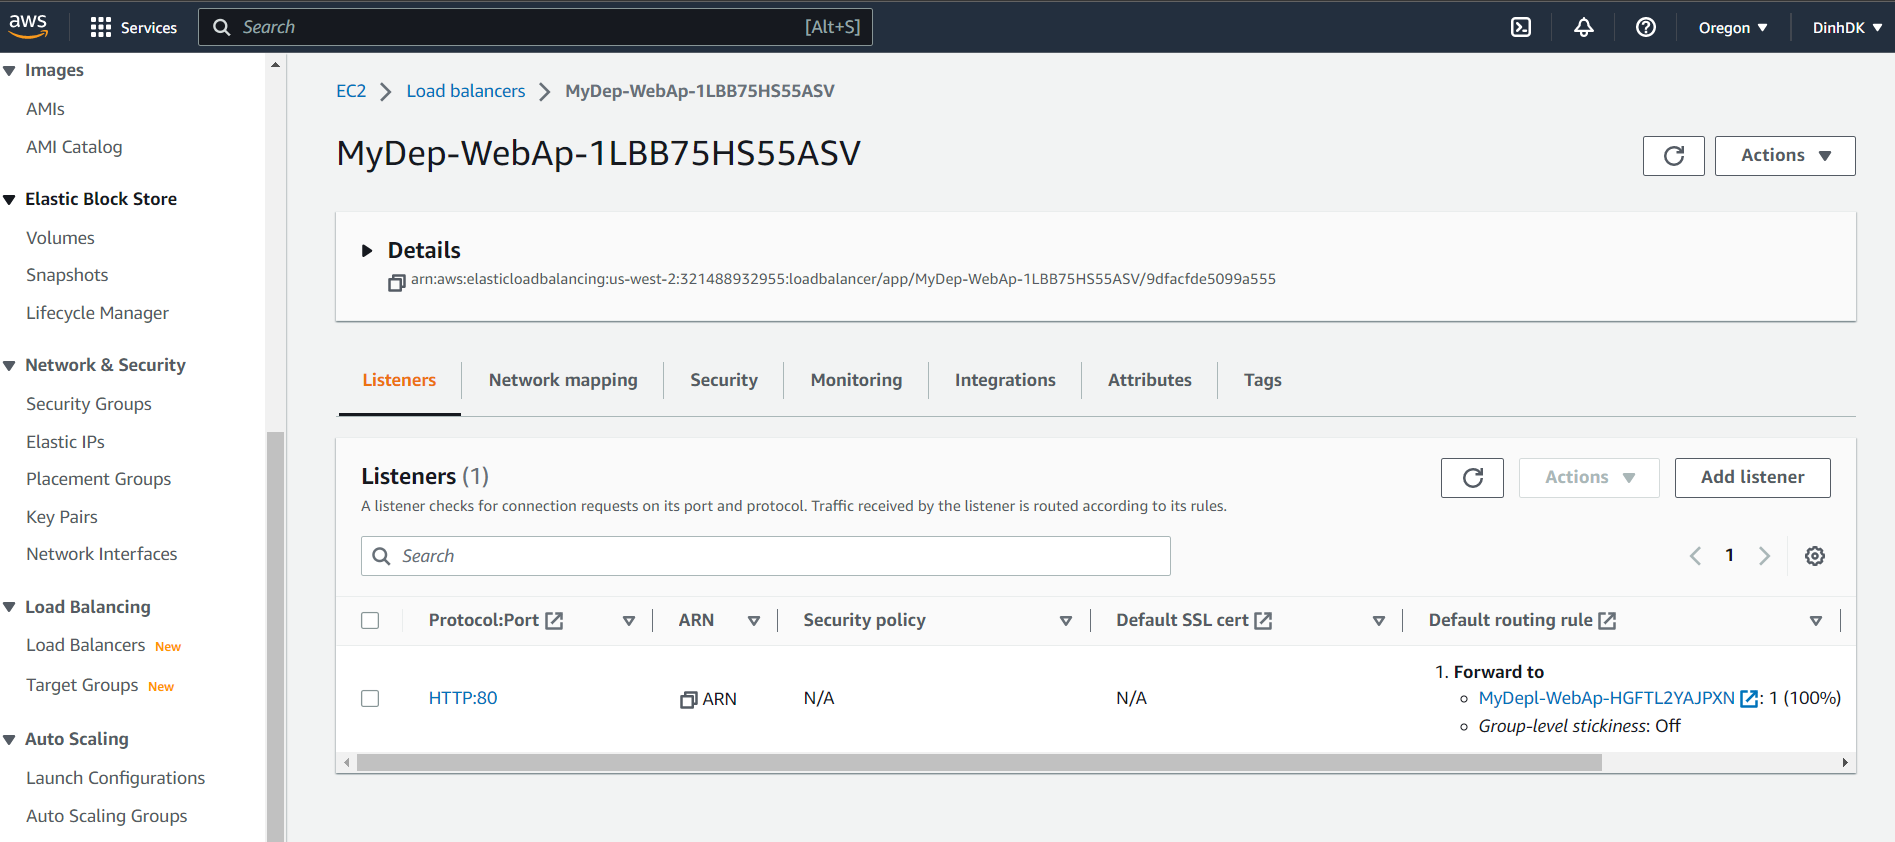 aws
Services
Search [Alt+S]
Oregon
DinhDK
Images
AMIs
AMI Catalog
Elastic Block Store
Volumes
Snapshots
Lifecycle Manager
Network & Security
Security Groups
Elastic IPs
Placement Groups
Key Pairs
Network Interfaces
Load Balancing
Load Balancers New
Target Groups New
Auto Scaling
Launch Configurations
Auto Scaling Groups
EC2 Load balancers MyDep-WebAp-1LBB75HS55ASV
MyDep-WebAp-1LBB75HS55ASV
Actions
Details
arn:aws:elasticloadbalancing:us-west-2:321488932955:loadbalancer/app/MyDep-WebAp-1LBB75HS55ASV/9dfacfde5099a555
Listeners Network mapping Security Monitoring Integrations Attributes Tags
Listeners (1)
A listener checks for connection requests on its port and protocol. Traffic received by the listener is routed according to its rules.
Actions
Add listener
Search
1
Protocol:Port ARN Security policy Default SSL cert Default routing rule
HTTP:80 ARN N/A N/A
1. Forward to
MyDepl-WebAp-HGFTL2YAJPXN : 1 (100%)
Group-level stickiness: Off